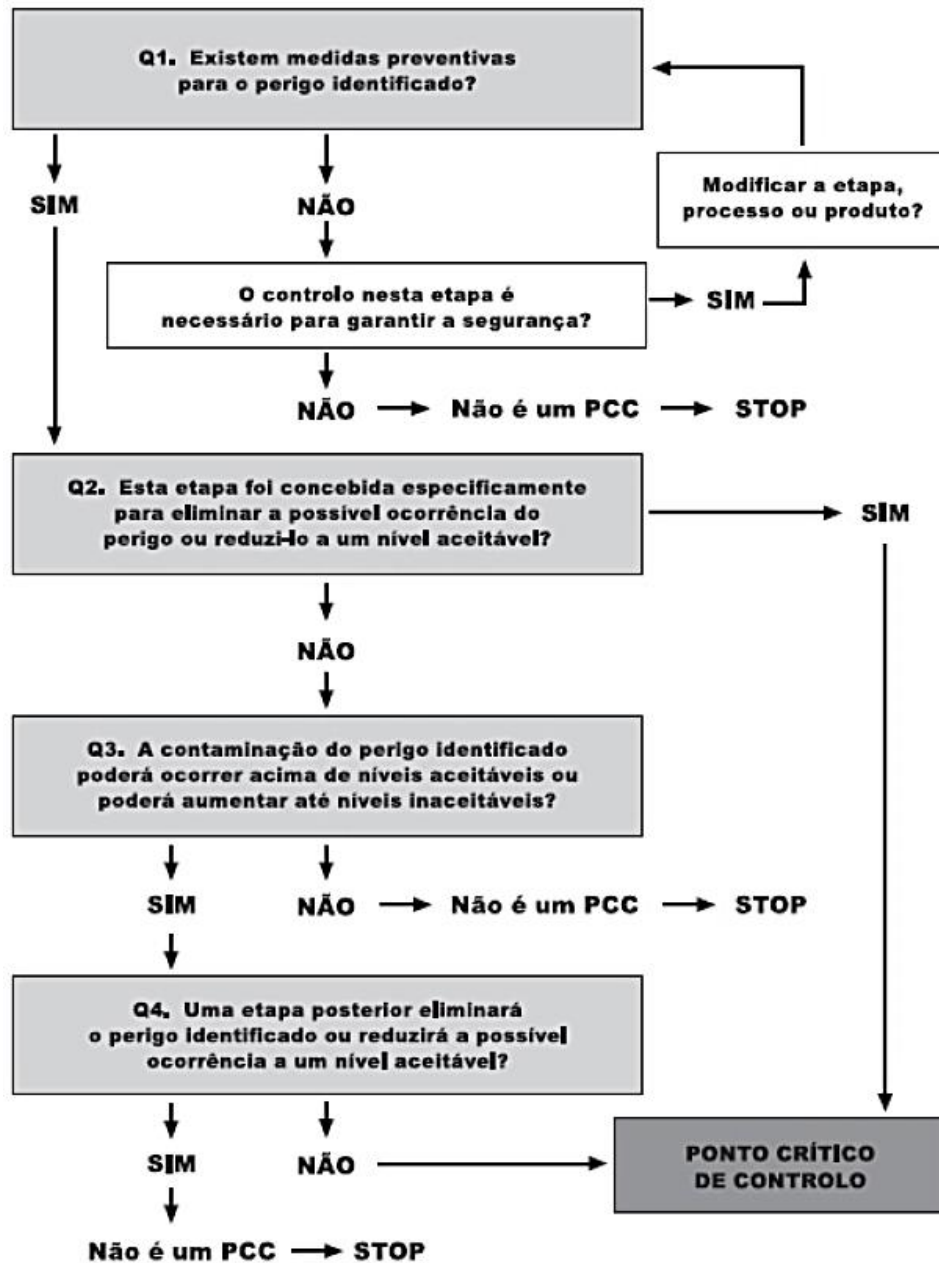 Q1. Existem medidas preventivas
para o perigo identificado?
SIM
NÃO
Modificar a etapa,
processo ou produto?
O controlo nesta etapa é
necessário para garantir a segurança?
SIM
NÃO
Não é um PCC
STOP
Q2. Esta etapa foi concebida especificamente
para eliminar a possível ocorrência do
perigo ou reduzi-lo a um nível aceitável?
SIM
NÃO
Q3. A contaminação do perigo identificado
poderá ocorrer acima de níveis aceitáveis ou
poderá aumentar até níveis inaceitáveis?
SIM
NÃO
Não é um PCC
STOP
Q4. Uma etapa posterior eliminará
o perigo identificado ou reduzirá a possível
ocorrência a um nível aceitável?
SIM
NÃO
PONTO CRÍTICO
DE CONTROLO
Não é um PCC
STOP